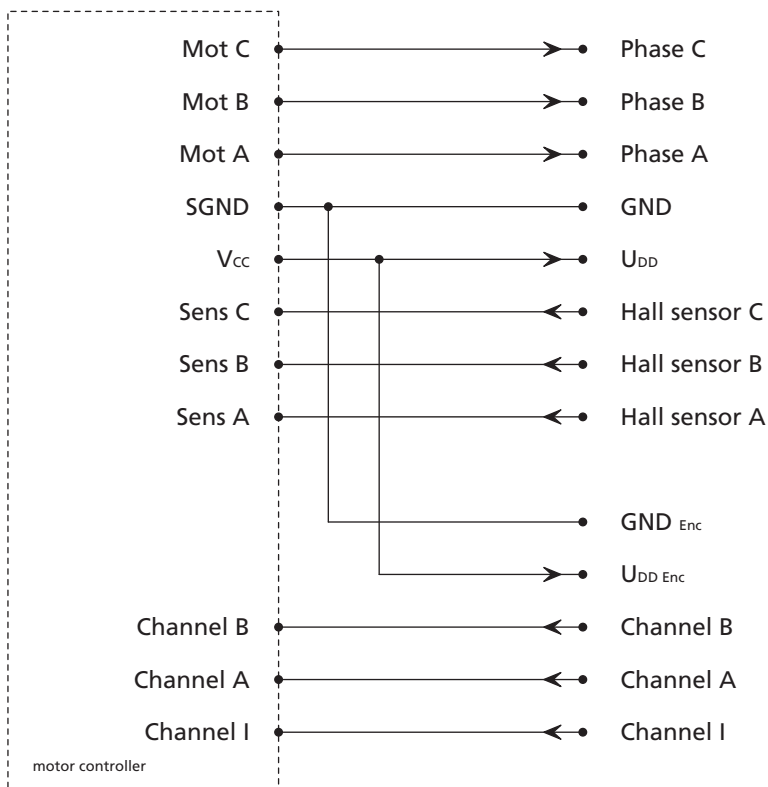 Mot C Phase C
Mot B Phase B
Mot A Phase A
SGND GND
Vcc UDD
Sens C Hall sensor C
Sens B Hall sensor B
Sens A Hall sensor A
GND Enc
UDD Enc
Channel B Channel B
Channel A Channel A
Channel I Channel I
motor controller